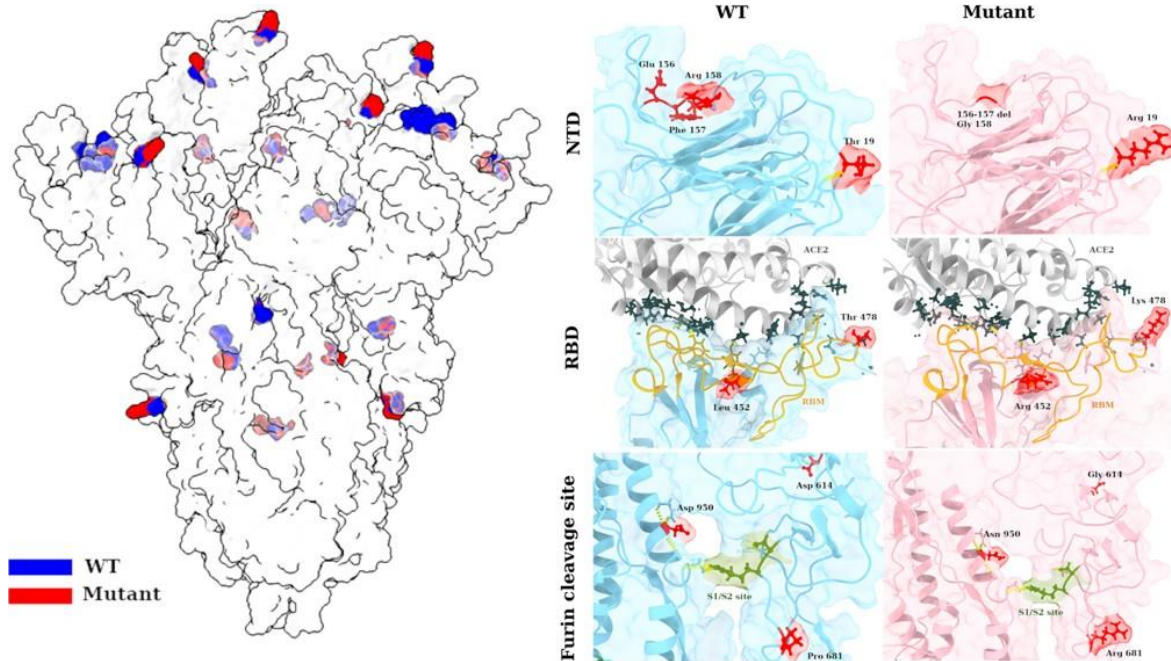 WT
Mutant
WT
Mutant
NTD
Glu 156
Arg 158
Phe 157
Thr 19
156-157 del
Gly 158
Arg 19
RBD
ACE2
Thr 478
Leu 452
RBM
ACE2
Lys 478
Arg 452
RBM
Furin cleavage site
Asp 614
Asp 950
S1/S2 site
Pro 681
Gly 614
Asn 950
S1/S2 site
Arg 681